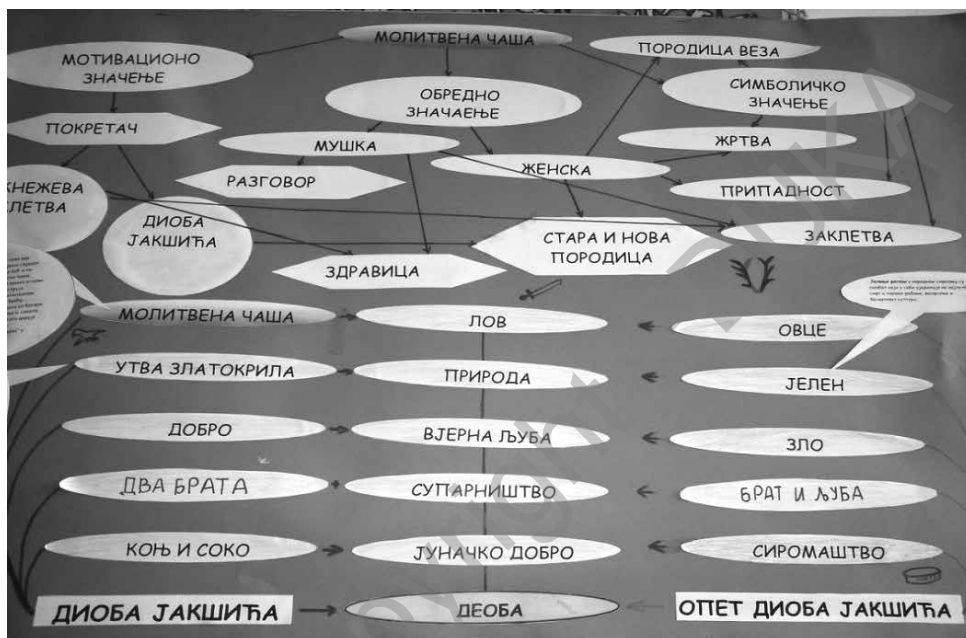 МОЛИТВЕНА ЧАША
ПОРОДИЦА ВЕЗА
МОТИВАЦИОНО
ЗНАЧЕЊЕ
СИМБОЛИЧКО
ЗНАЧЕЊЕ
ОБРЕДНО
ЗНАЧАЕЊЕ
ПОКРЕТАЧ
МУШКА
ЖРТВА
ЖЕНСКА
РАЗГОВОР
ПРИПАДНОСТ
КНЕЖЕВА
КЛЕТВА
ДИОБА
ЈАКШИЋА
СТАРА И НОВА
ПОРОДИЦА
ЗАКЛЕТВА
ЗДРАВИЦА
МОЛИТВЕНА ЧАША
ЛОВ
ОВЦЕ
УТВА ЗЛАТОКРИЛА
ПРИРОДА
ЈЕЛЕН
ДОБРО
ВЈЕРНА ЉУБА
ЗЛО
ДВА БРАТА
СУПАРНИШТВО
БРАТ И ЉУБА
КОЊ И СОКО
ЈУНАЧКО ДОБРО
СИРОМАШТВО
ДИОБА ЈАКШИЋА
ДЕОБА
ОПЕТ ДИОБА ЈАКШИЋА